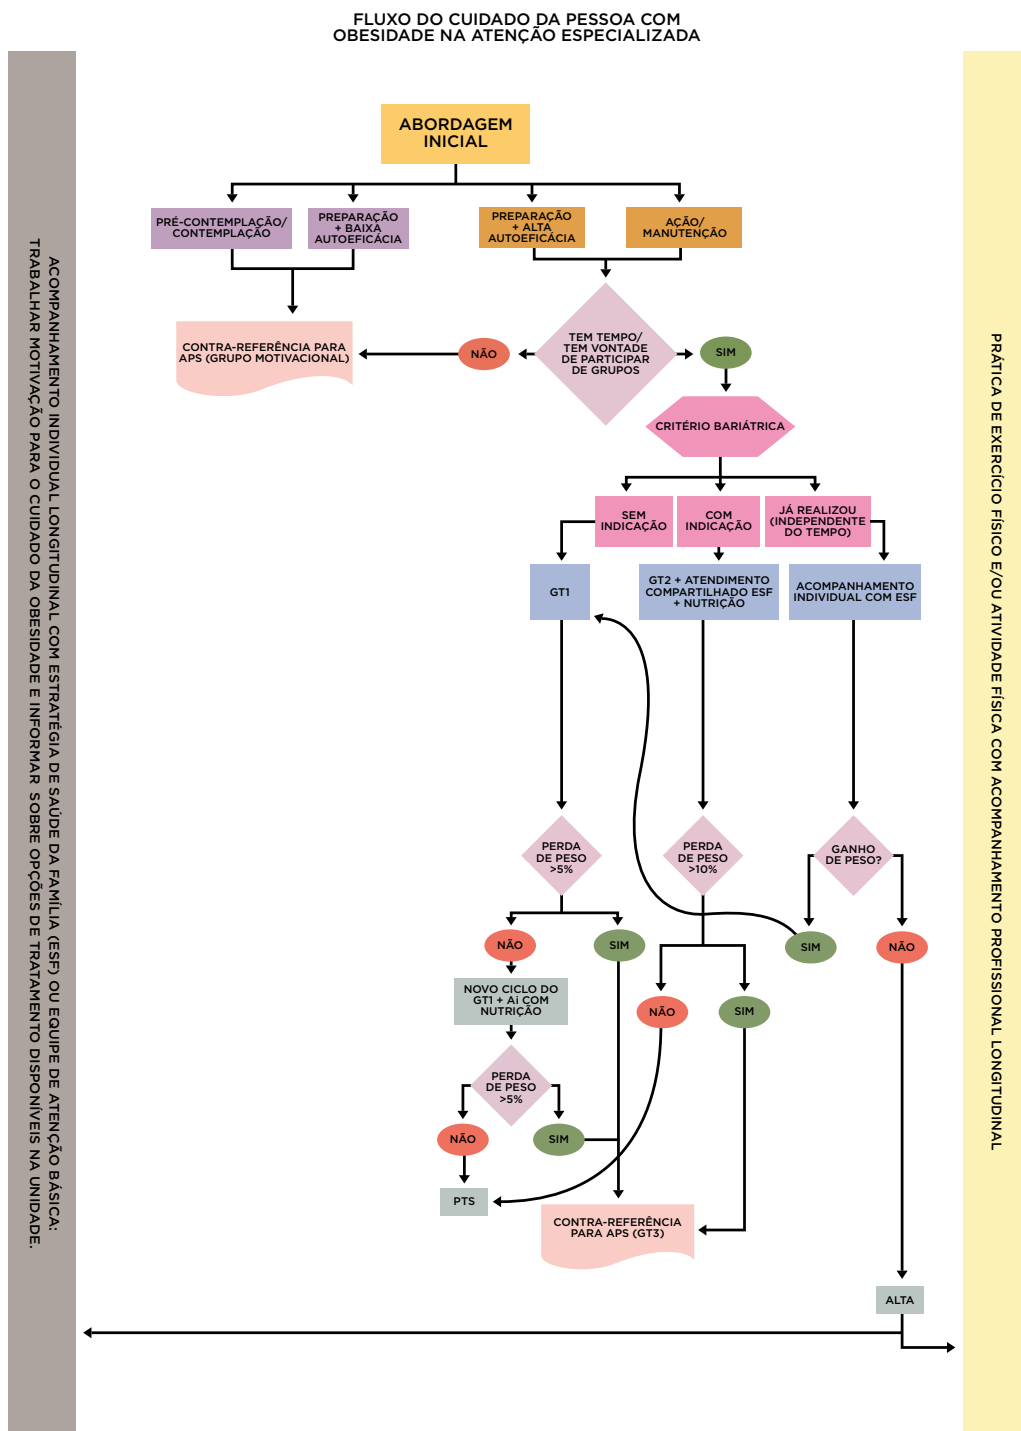 FLUXO DO CUIDADO DA PESSOA COM
OBESIDADE NA ATENÇÃO ESPECIALIZADA
ACOMPANHAMENTO INDIVIDUAL LONGITUDINAL COM ESTRATÉGIA DE SAÚDE DA FAMÍLIA (ESF) OU EQUIPE DE ATENÇÃO BÁSICA:
TRABALHAR MOTIVAÇÃO PARA O CUIDADO DA OBESIDADE E INFORMAR SOBRE OPÇÕES DE TRATAMENTO DISPONÍVEIS NA UNIDADE.
ABORDAGEM
INICIAL
PRÉ-CONTEMPLAÇÃO/
CONTEMPLAÇÃO
PREPARAÇÃO
+ BAIXA
AUTOEFICÁCIA
PREPARAÇÃO
+ ALTA
AUTOEFICÁCIA
AÇÃO/
MANUTENÇÃO
CONTRA-REFERÊNCIA PARA
APS (GRUPO MOTIVACIONAL)
NÃO
TEM TEMPO/
TEM VONTADE
DE PARTICIPAR
DE GRUPOS
SIM
CRITÉRIO BARIÁTRICA
SEM
INDICAÇÃO
COM
INDICAÇÃO
JÁ REALIZOU
(INDEPENDENTE
DO TEMPO)
GT1
GT2 + ATENDIMENTO
COMPARTILHADO ESF
+ NUTRIÇÃO
ACOMPANHAMENTO
INDIVIDUAL COM ESF
PERDA
DE PESO
>5%
PERDA
DE PESO
>10%
GANHO
DE PESO?
NÃO
SIM
SIM
NÃO
NOVO CICLO DO
GT1 + Ai COM
NUTRIÇÃO
NÃO
SIM
PERDA
DE PESO
>5%
NÃO
SIM
PTS
CONTRA-REFERÊNCIA
PARA APS (GT3)
ALTA
PRÁTICA DE EXERCÍCIO FÍSICO E/OU ATIVIDADE FÍSICA COM ACOMPANHAMENTO PROFISSIONAL LONGITUDINAL